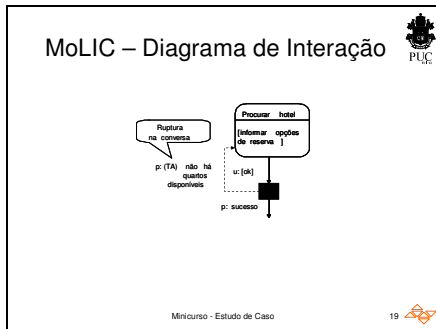 MoLIC – Diagrama de Interação
PUC
RIO
Procurar hotel
Ruptura
na conversa
[informar opções
de reserva ]
p: (TA) não há
quartos
disponíveis
u: [ok]
p: sucesso
Minicurso - Estudo de Caso
19